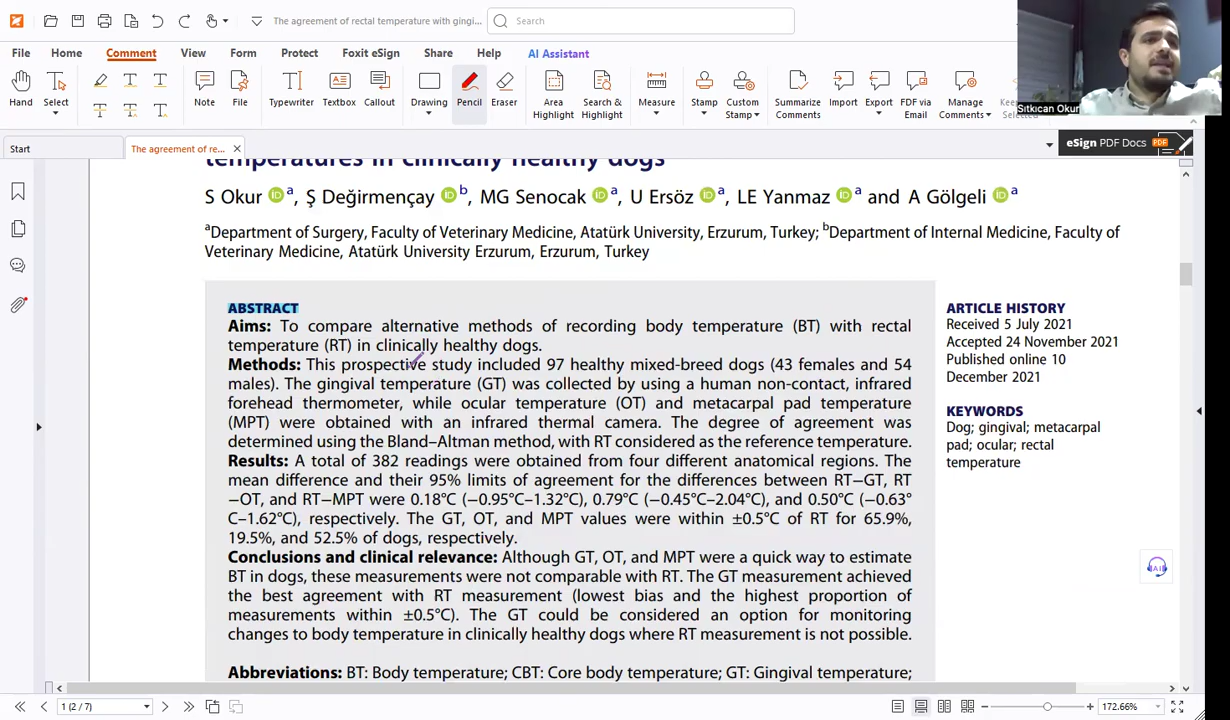 The agreement of rectal temperature with gingi...
Search
File Home Comment View Form Protect Foxit eSign Share Help AI Assistant
Hand Select Note File Typewriter Textbox Callout Drawing Pencil Eraser Area Highlight Search & Highlight Measure Stamp Custom Stamp Summarize Comments Import Export FDF via Email Manage Comments
Sıtkıcan Okur
Start The agreement of re... eSign PDF Docs PDF
temperatures in clinically healthy dogs
S Okur iD a, Ş Değirmençay iD b, MG Senocak iD a, U Ersöz iD a, LE Yanmaz iD a and A Gölgeli iD a
aDepartment of Surgery, Faculty of Veterinary Medicine, Atatürk University, Erzurum, Turkey; bDepartment of Internal Medicine, Faculty of
Veterinary Medicine, Atatürk University Erzurum, Erzurum, Turkey
ABSTRACT
Aims: To compare alternative methods of recording body temperature (BT) with rectal
temperature (RT) in clinically healthy dogs.
Methods: This prospective study included 97 healthy mixed-breed dogs (43 females and 54
males). The gingival temperature (GT) was collected by using a human non-contact, infrared
forehead thermometer, while ocular temperature (OT) and metacarpal pad temperature
(MPT) were obtained with an infrared thermal camera. The degree of agreement was
determined using the Bland–Altman method, with RT considered as the reference temperature.
Results: A total of 382 readings were obtained from four different anatomical regions. The
mean difference and their 95% limits of agreement for the differences between RT−GT, RT
−OT, and RT−MPT were 0.18°C (−0.95°C–1.32°C), 0.79°C (−0.45°C–2.04°C), and 0.50°C (−0.63°
C–1.62°C), respectively. The GT, OT, and MPT values were within ±0.5°C of RT for 65.9%,
19.5%, and 52.5% of dogs, respectively.
Conclusions and clinical relevance: Although GT, OT, and MPT were a quick way to estimate
BT in dogs, these measurements were not comparable with RT. The GT measurement achieved
the best agreement with RT measurement (lowest bias and the highest proportion of
measurements within ±0.5°C). The GT could be considered an option for monitoring
changes to body temperature in clinically healthy dogs where RT measurement is not possible.
Abbreviations: BT: Body temperature; CBT: Core body temperature; GT: Gingival temperature;
ARTICLE HISTORY
Received 5 July 2021
Accepted 24 November 2021
Published online 10
December 2021
KEYWORDS
Dog; gingival; metacarpal
pad; ocular; rectal
temperature
1 (2 / 7) 172.66%